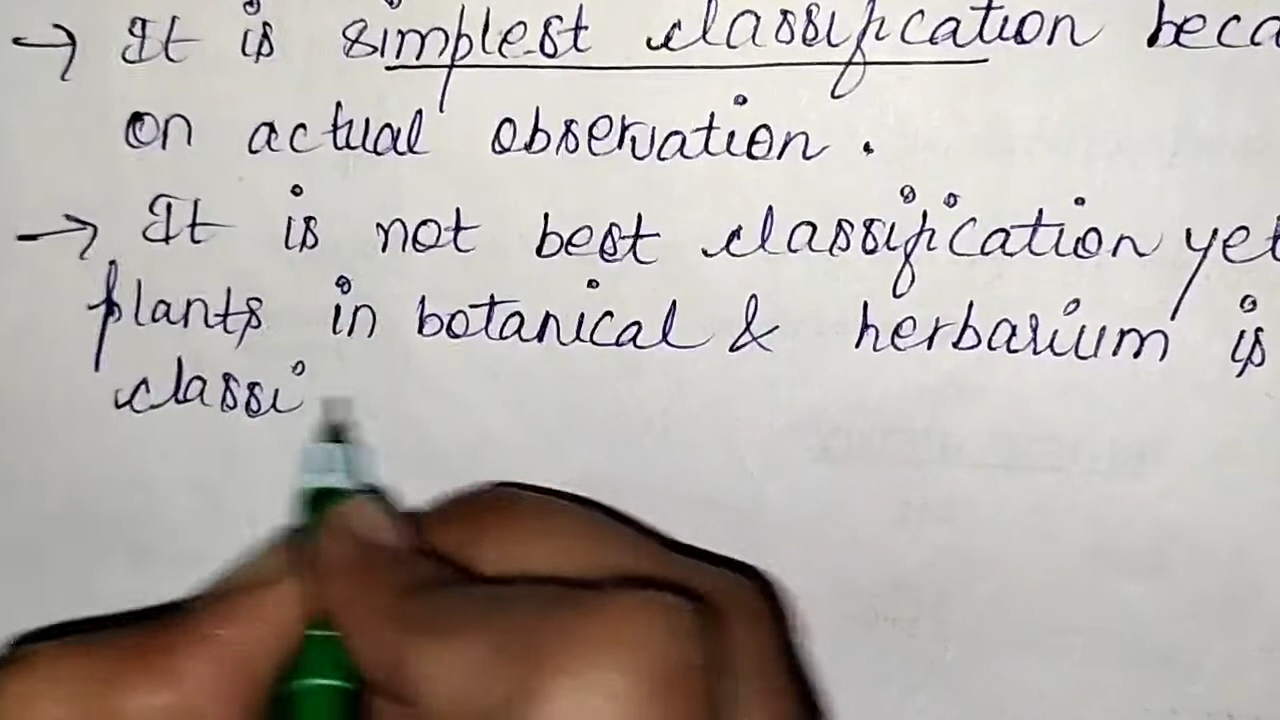 → It is simplest classification beca
on actual observation.
→ It is not best classification yet
plants in botanical & herbarium is
classi